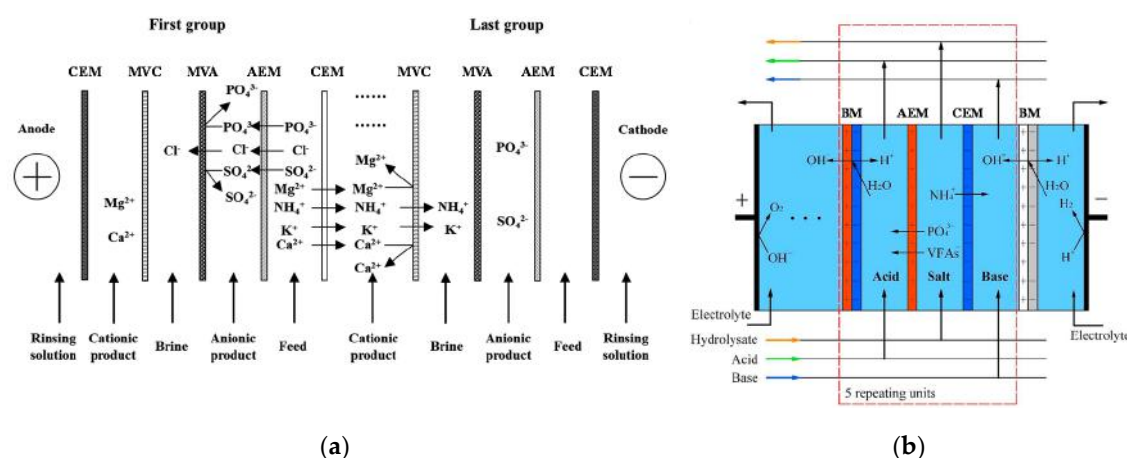 First group
Last group
CEM MVC MVA AEM CEM ...... MVC MVA AEM CEM
......
Anode
Cathode
PO₄³⁻
PO₄³⁻ PO₄³⁻
Cl⁻ Cl⁻ Cl⁻
SO₄²⁻ SO₄²⁻
SO₄²⁻
Mg²⁺
Ca²⁺
Mg²⁺ Mg²⁺
NH₄⁺ NH₄⁺ NH₄⁺
K⁺ K⁺ K⁺
Ca²⁺ Ca²⁺
Mg²⁺
Ca²⁺
PO₄³⁻
SO₄²⁻
Rinsing solution
Cationic product
Brine
Anionic product
Feed
Cationic product
Brine
Anionic product
Feed
Rinsing solution
(a)
BM AEM CEM BM
+
−
OH⁻ H⁺
H₂O
OH⁻ H⁺
H₂O
O₂
OH⁻
...
NH₄⁺
PO₄³⁻
VFAs⁻
H₂
H⁺
Acid Salt Base
Electrolyte
Electrolyte
Hydrolysate
Acid
Base
5 repeating units
(b)